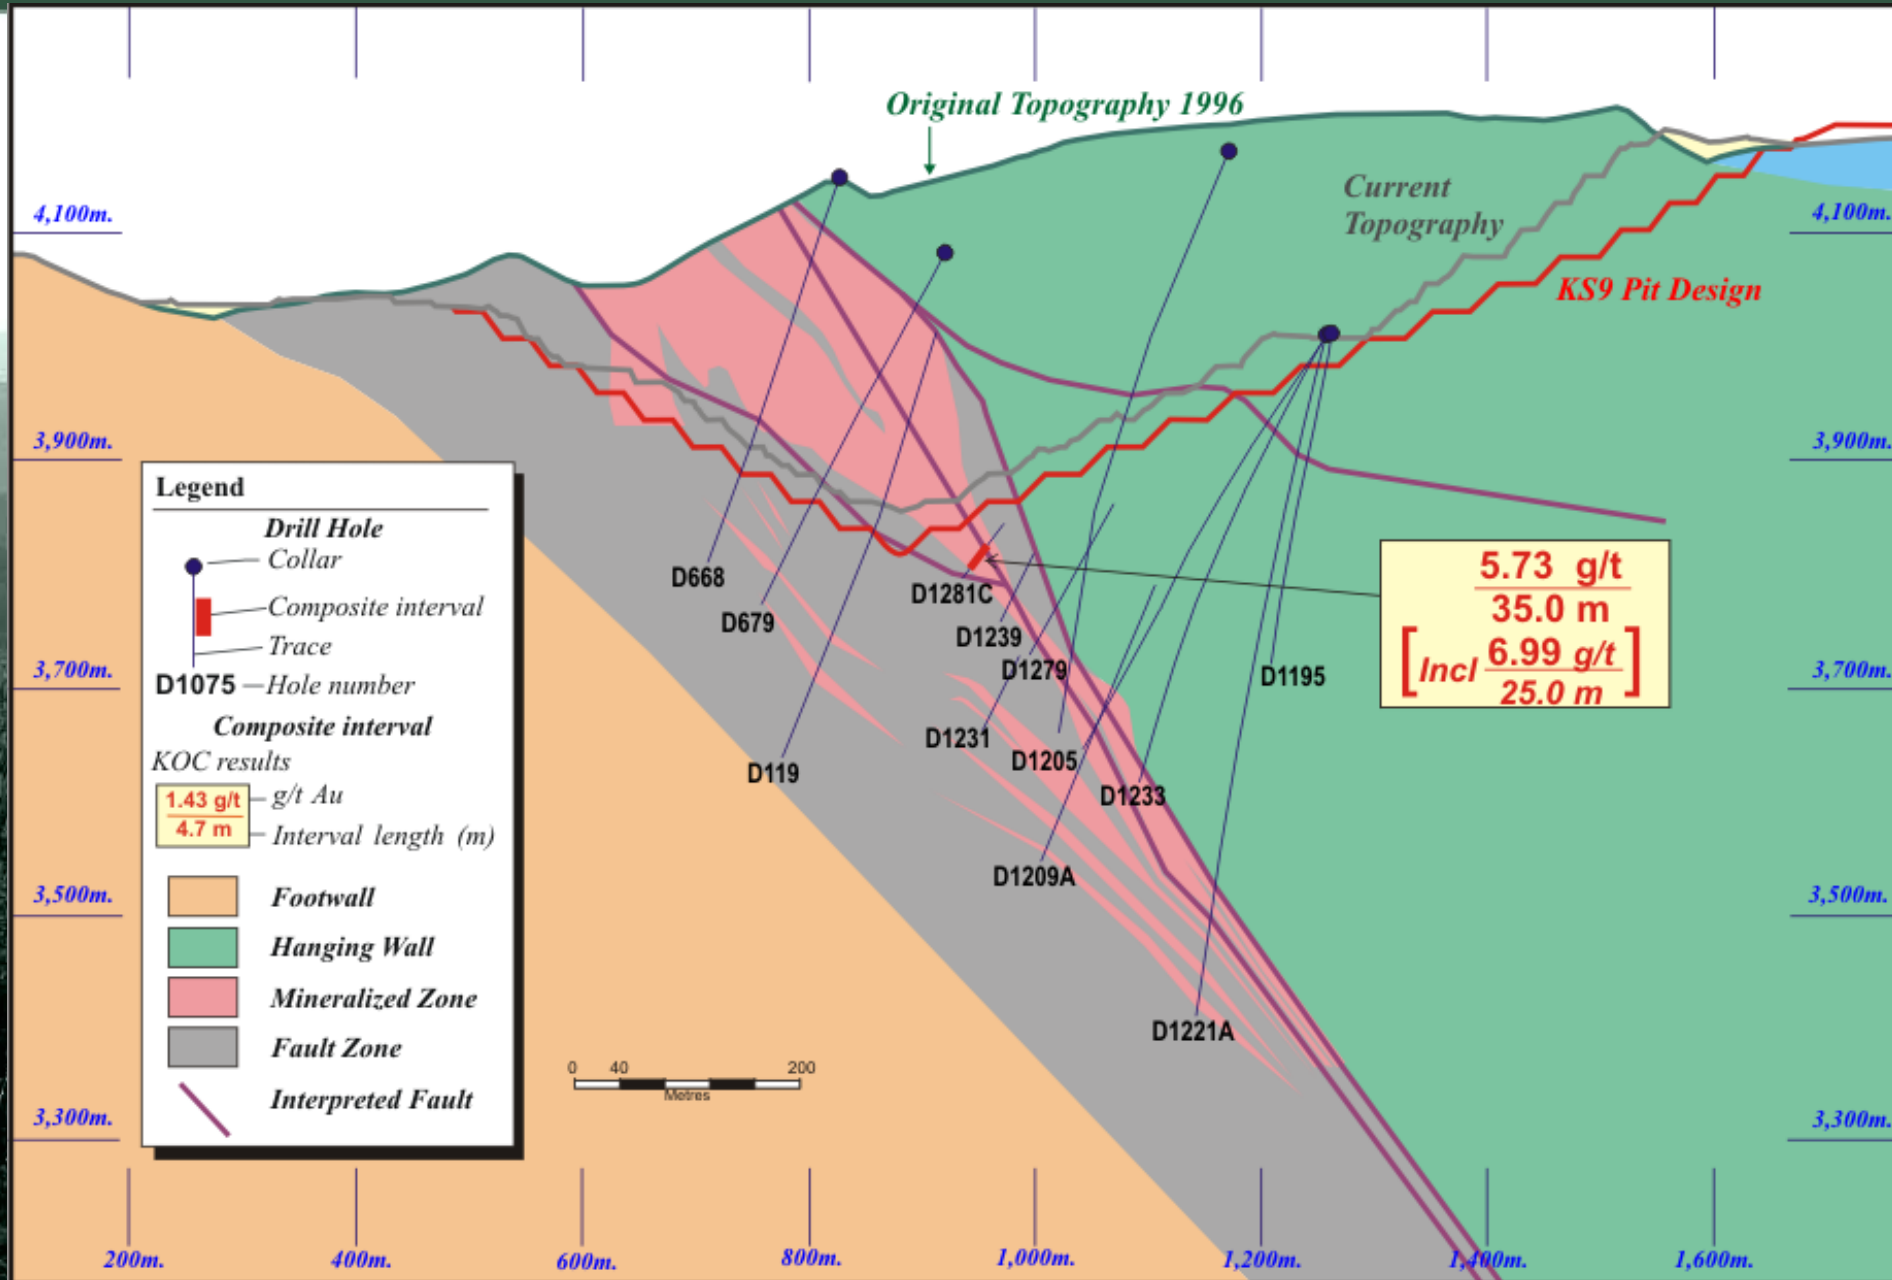 Original Topography 1996
Current
Topography
4,100m.
4,100m.
KS9 Pit Design
3,900m.
3,900m.
Legend
Drill Hole
Collar
Composite interval
Trace
D1075
Hole number
Composite interval
KOC results
1.43 g/t
4.7 m
g/t Au
Interval length (m)
Footwall
Hanging Wall
Mineralized Zone
Fault Zone
Interpreted Fault
5.73 g/t
35.0 m
[Incl 6.99 g/t
25.0 m]
D668
D679
D1281C
D1239
D1279
D1195
D1231
D1205
D119
D1233
D1209A
D1221A
3,700m.
3,700m.
3,500m.
3,500m.
3,300m.
3,300m.
0 40 200
Metres
200m. 400m. 600m. 800m. 1,000m. 1,200m. 1,400m. 1,600m.